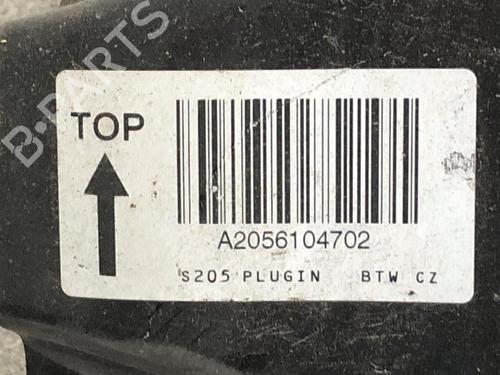 B-PARTS
TOP
A2056104702
S205 PLUGIN BTW CZ